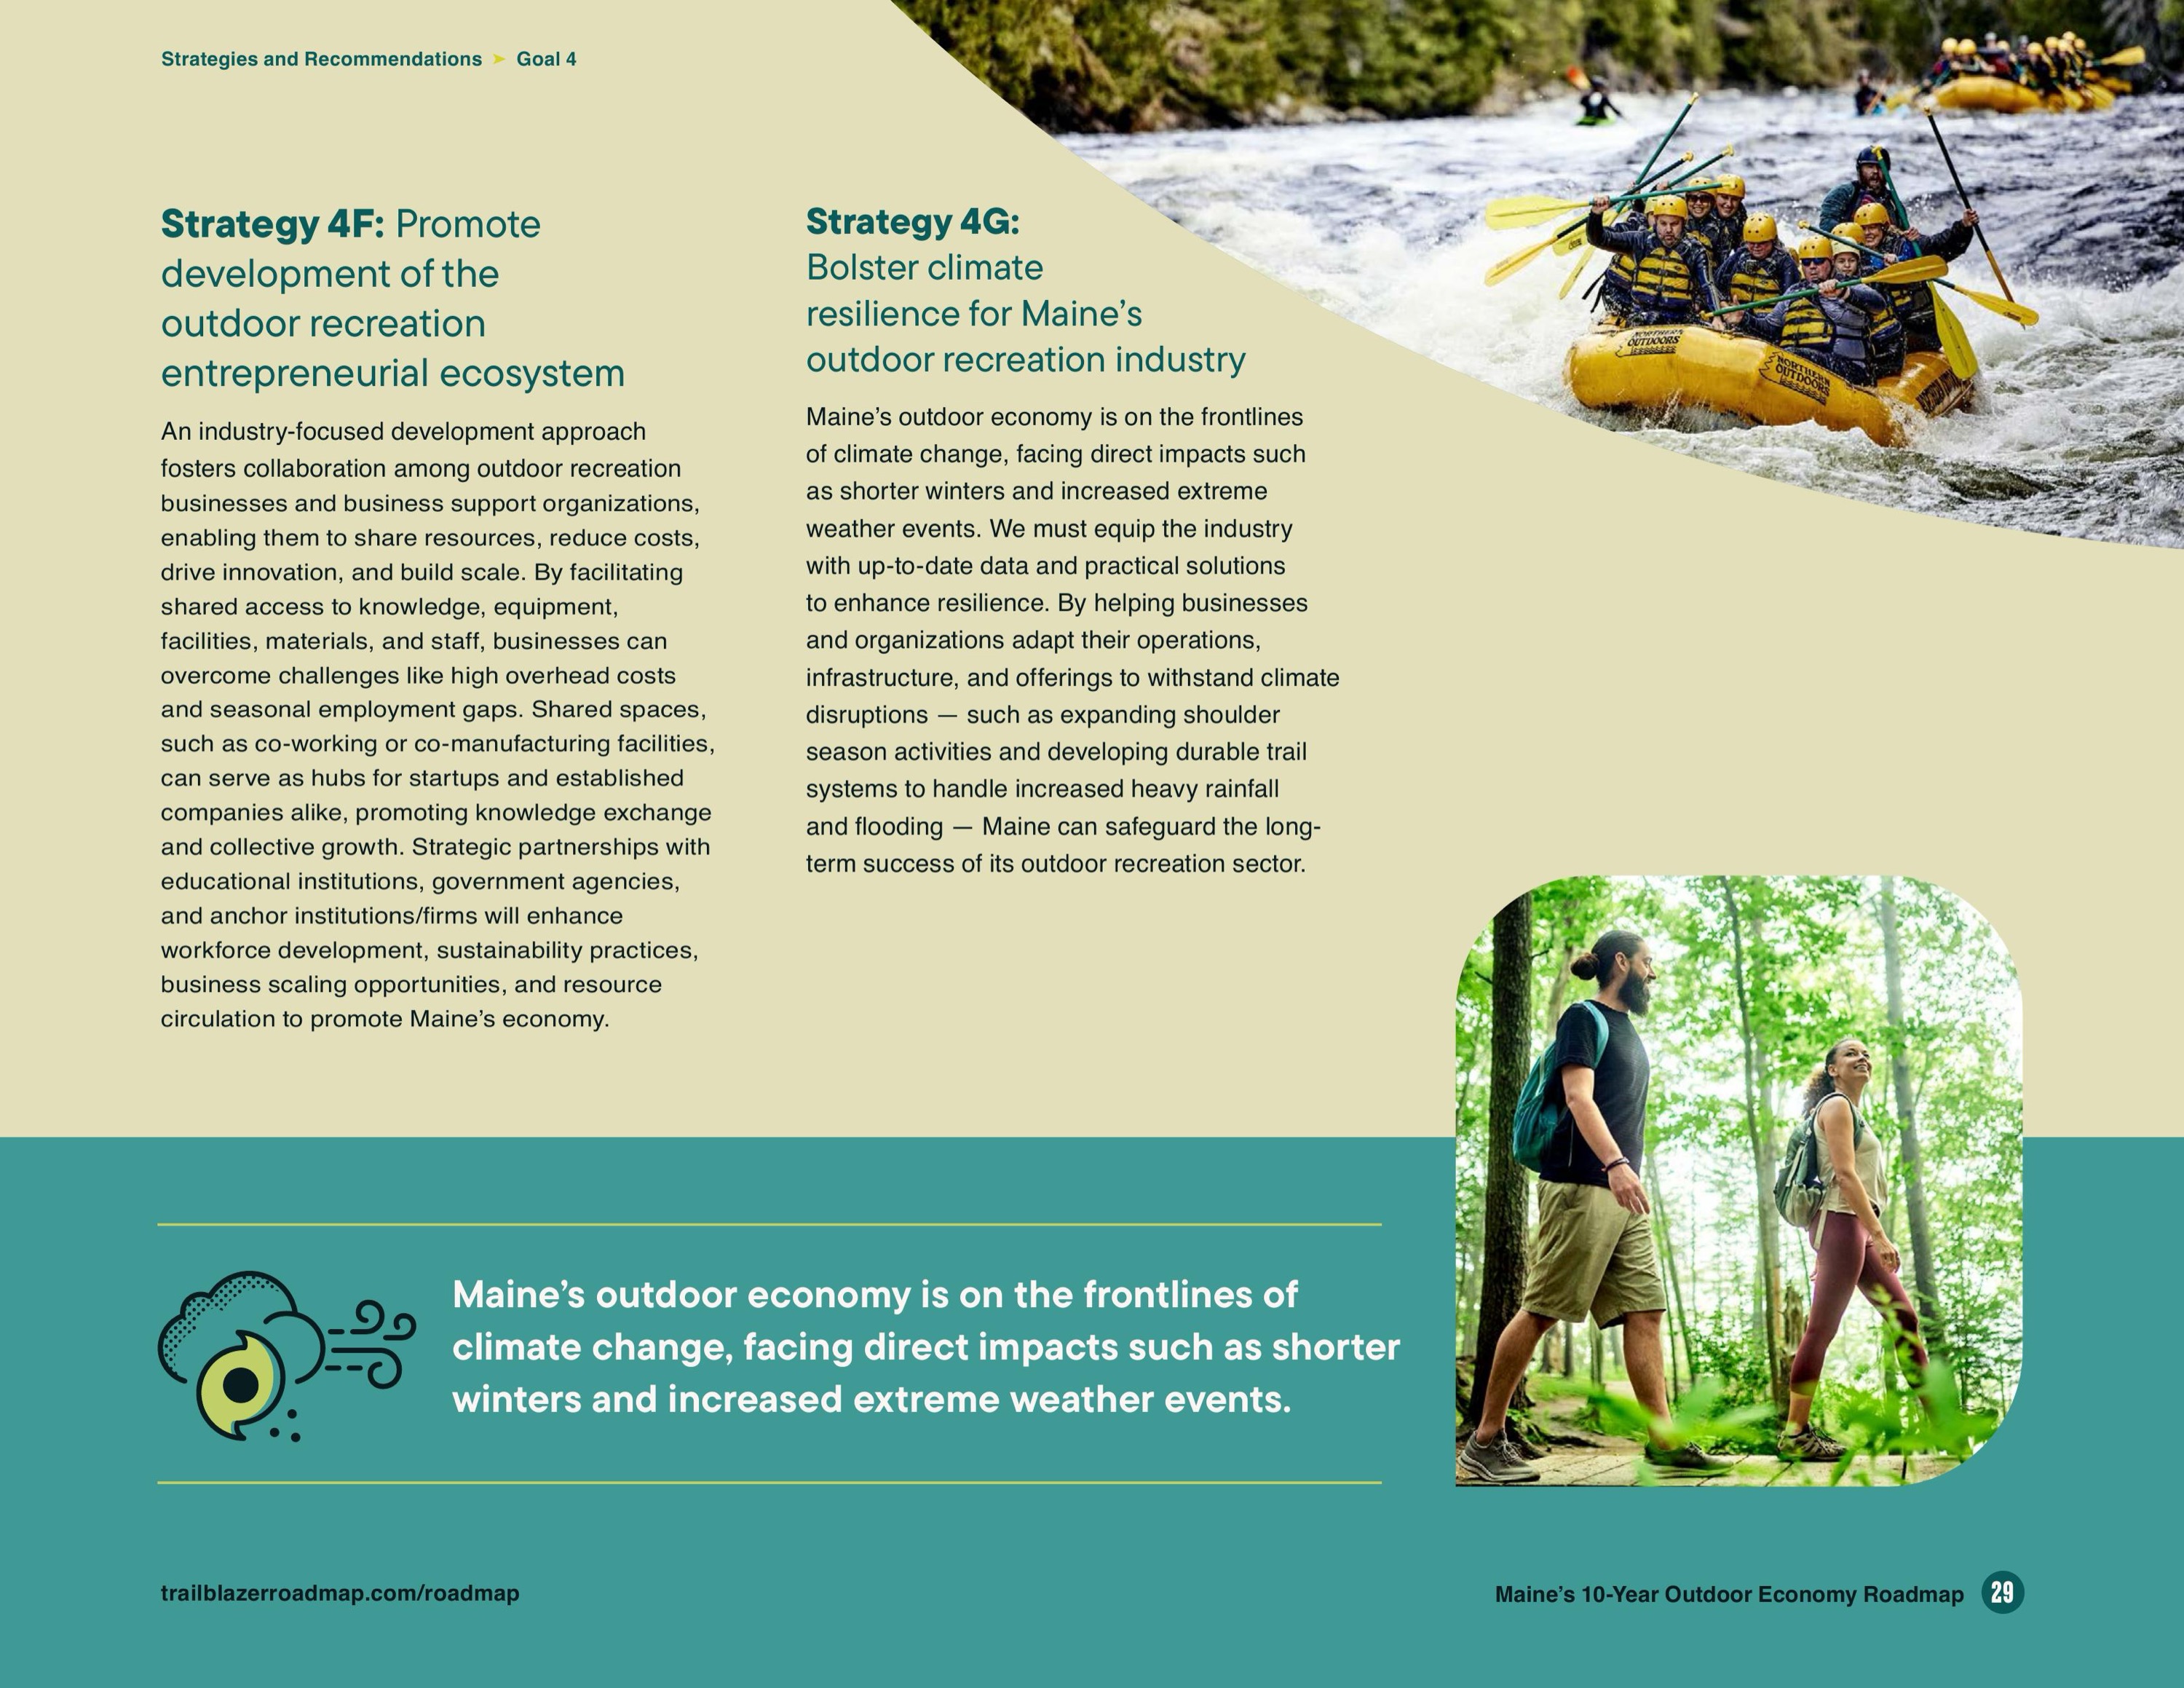 Strategies and Recommendations ➤ Goal 4
Strategy 4F: Promote
development of the
outdoor recreation
entrepreneurial ecosystem
An industry-focused development approach
fosters collaboration among outdoor recreation
businesses and business support organizations,
enabling them to share resources, reduce costs,
drive innovation, and build scale. By facilitating
shared access to knowledge, equipment,
facilities, materials, and staff, businesses can
overcome challenges like high overhead costs
and seasonal employment gaps. Shared spaces,
such as co-working or co-manufacturing facilities,
can serve as hubs for startups and established
companies alike, promoting knowledge exchange
and collective growth. Strategic partnerships with
educational institutions, government agencies,
and anchor institutions/firms will enhance
workforce development, sustainability practices,
business scaling opportunities, and resource
circulation to promote Maine’s economy.
Strategy 4G:
Bolster climate
resilience for Maine’s
outdoor recreation industry
Maine’s outdoor economy is on the frontlines
of climate change, facing direct impacts such
as shorter winters and increased extreme
weather events. We must equip the industry
with up-to-date data and practical solutions
to enhance resilience. By helping businesses
and organizations adapt their operations,
infrastructure, and offerings to withstand climate
disruptions — such as expanding shoulder
season activities and developing durable trail
systems to handle increased heavy rainfall
and flooding — Maine can safeguard the long-
term success of its outdoor recreation sector.
NORTHERN
OUTDOORS
NORTHERN
OUTDOORS
Maine’s outdoor economy is on the frontlines of
climate change, facing direct impacts such as shorter
winters and increased extreme weather events.
trailblazerroadmap.com/roadmap
Maine’s 10-Year Outdoor Economy Roadmap 29